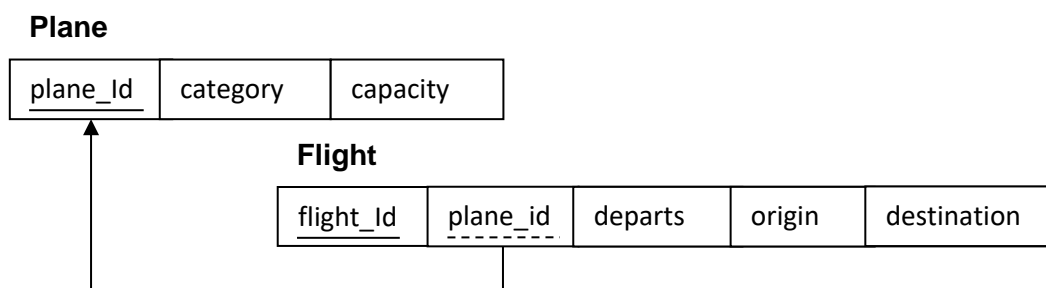 Plane
plane_Id category capacity
Flight
flight_Id plane_id departs origin destination